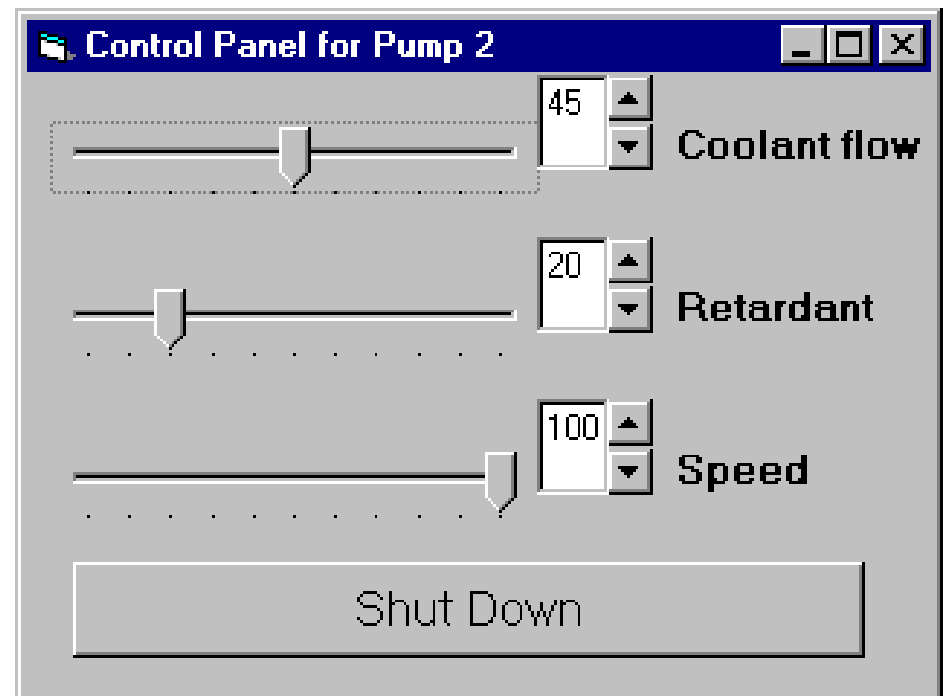 Control Panel for Pump 2
45
Coolant flow
20
Retardant
100
Speed
Shut Down